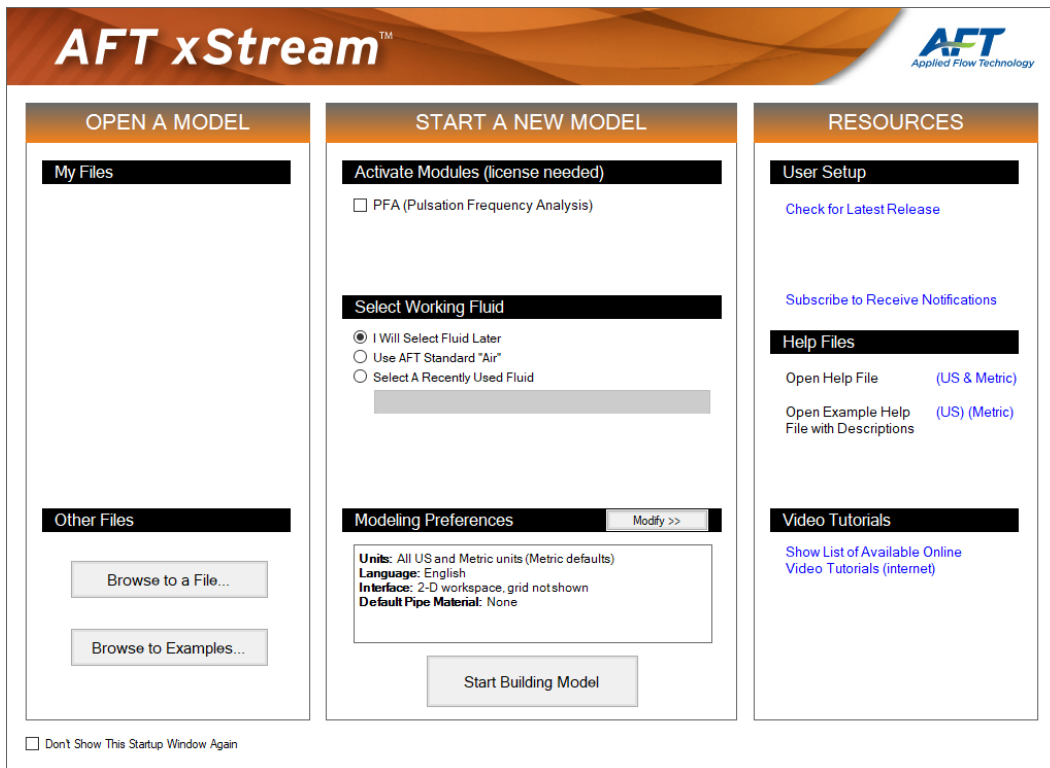 AFT xStream™
AFT
Applied Flow Technology
OPEN A MODEL
My Files
Other Files
Browse to a File...
Browse to Examples...
START A NEW MODEL
Activate Modules (license needed)
PFA (Pulsation Frequency Analysis)
Select Working Fluid
I Will Select Fluid Later
Use AFT Standard "Air"
Select A Recently Used Fluid
Modeling Preferences
Modify >>
Units: All US and Metric units (Metric defaults)
Language: English
Interface: 2-D workspace, grid not shown
Default Pipe Material: None
Start Building Model
RESOURCES
User Setup
Check for Latest Release
Subscribe to Receive Notifications
Help Files
Open Help File (US & Metric)
Open Example Help (US) (Metric)
File with Descriptions
Video Tutorials
Show List of Available Online
Video Tutorials (internet)
Don't Show This Startup Window Again